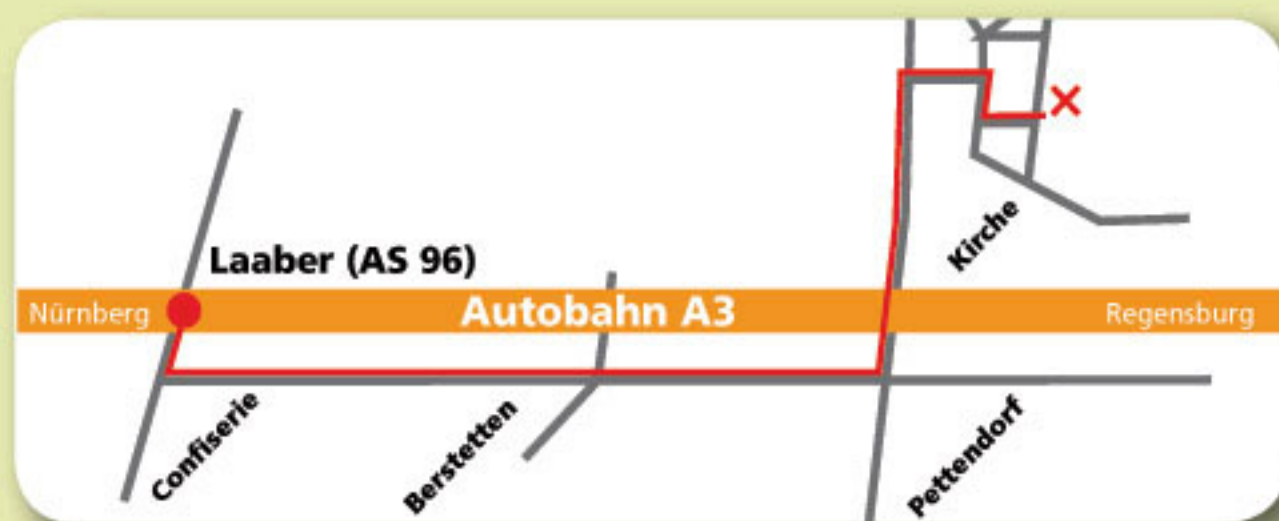 Kirche
Laaber (AS 96)
Nürnberg
Autobahn A3
Regensburg
Confiserie
Berstetten
Pettendorf